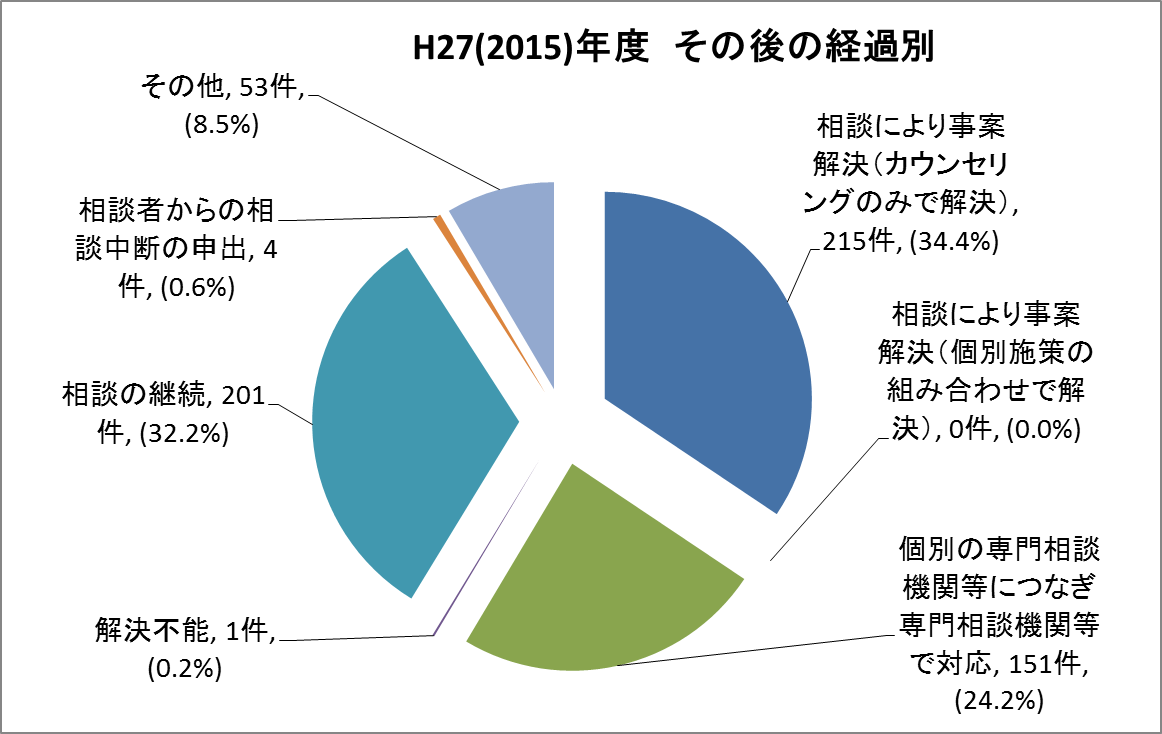 H27(2015)年度　その後の経過別
その他, 53件,
(8.5%)
相談により事案
解決（カウンセリ
ングのみで解決）,
215件, (34.4%)
相談者からの相
談中断の申出, 4
件, (0.6%)
相談により事案
解決（個別施策の
組み合わせで解
決）, 0件, (0.0%)
相談の継続, 201
件, (32.2%)
個別の専門相談
機関等につなぎ
専門相談機関等
で対応, 151件,
(24.2%)
解決不能, 1件,
(0.2%)